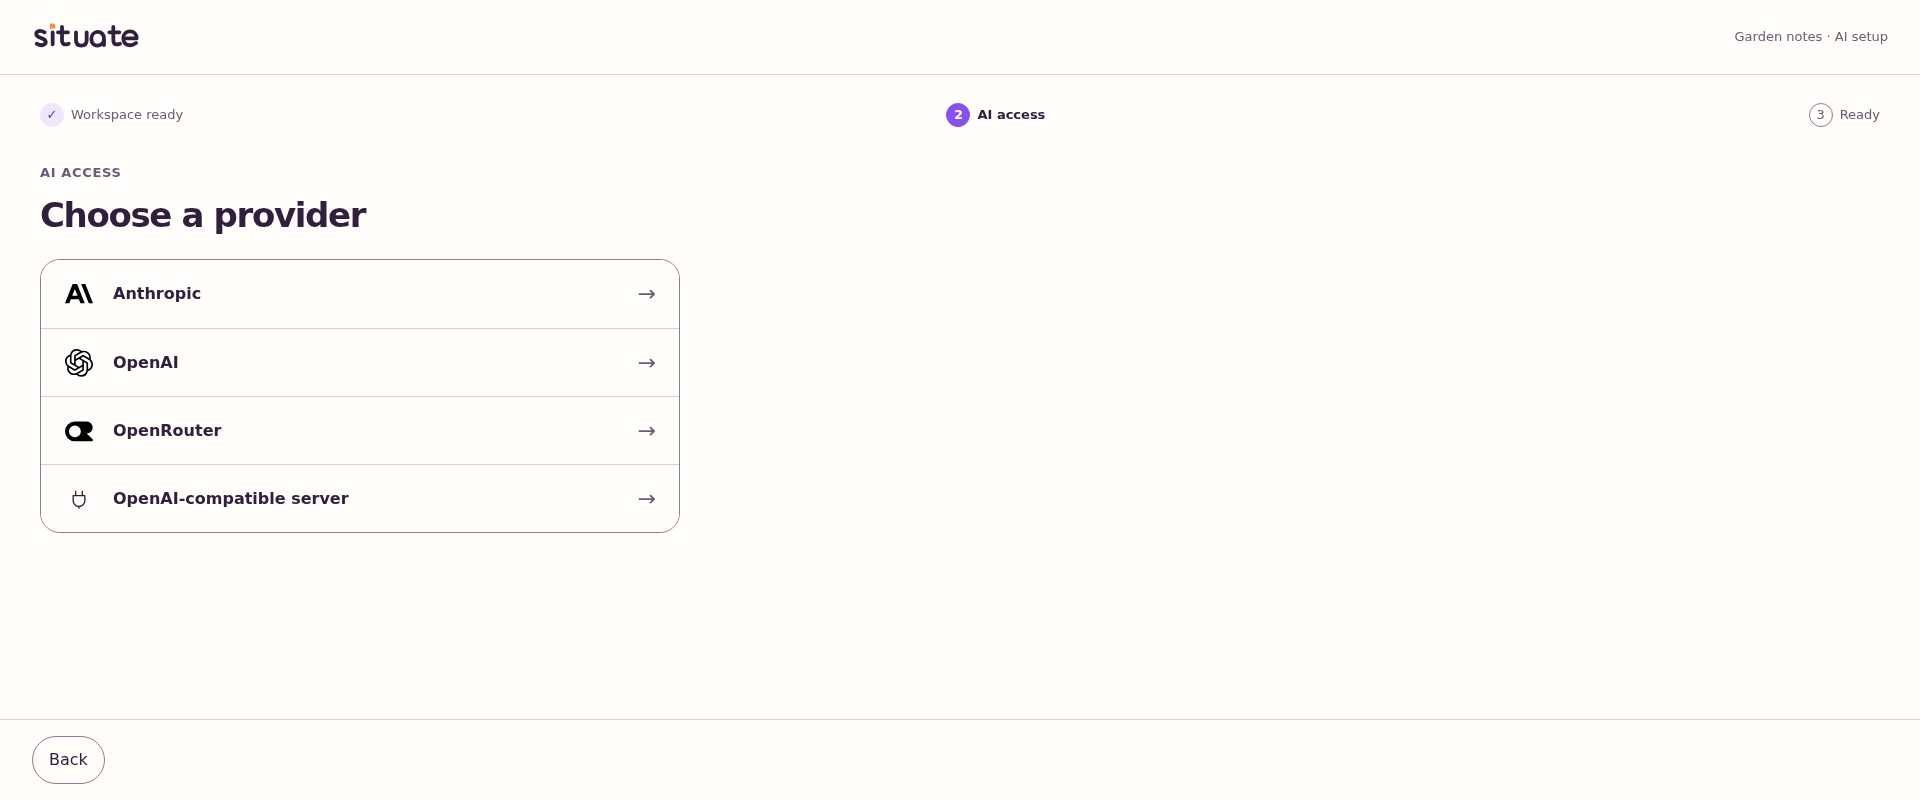 situate
Garden notes · AI setup
✓ Workspace ready
2 AI access
3 Ready
AI ACCESS
Choose a provider
Anthropic →
OpenAI →
OpenRouter →
OpenAI-compatible server →
Back